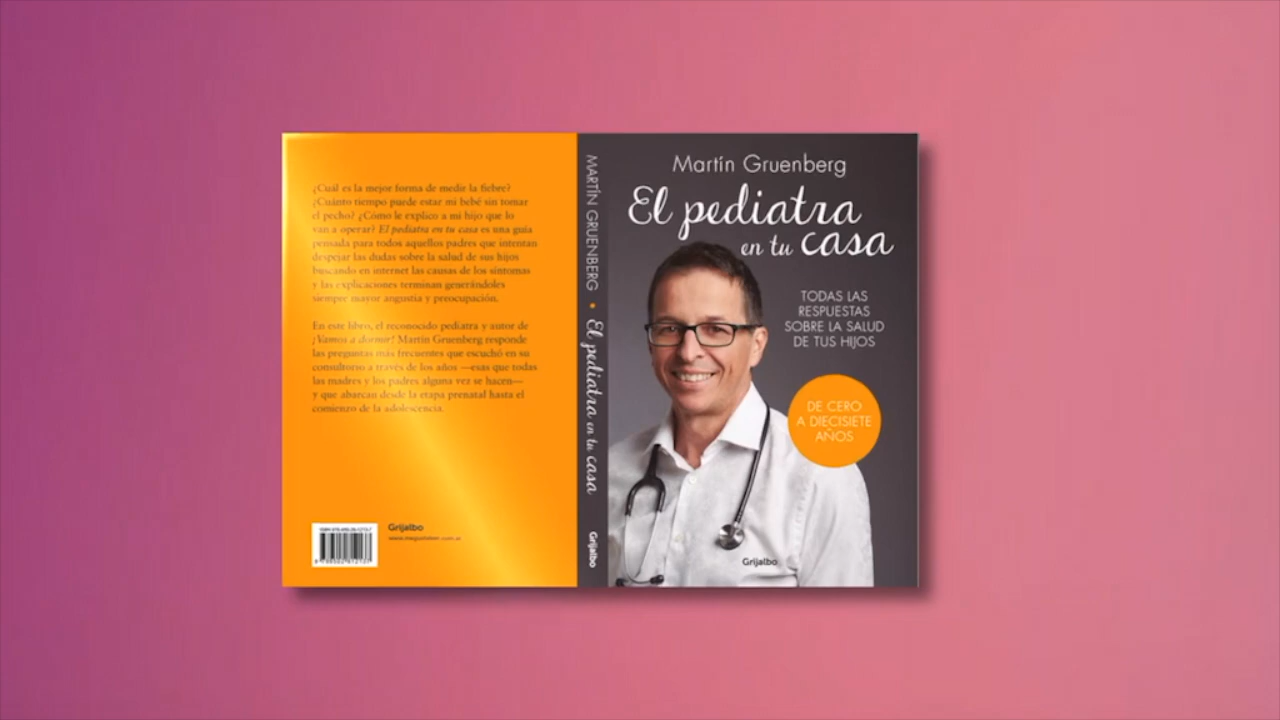 ¿Cuál es la mejor forma de medir la fiebre?
¿Cuánto tiempo puede estar mi bebé sin tomar
el pecho? ¿Cómo le explico a mi hijo que lo
van a operar? El pediatra en tu casa es una guía
pensada para todos aquellos padres que intentan
despejar las dudas sobre la salud de sus hijos
buscando en internet las causas de los síntomas
y las explicaciones terminan generándoles
siempre mayor angustia y preocupación.
En este libro, el reconocido pediatra y autor de
¡Vamos a dormir! Martín Gruenberg responde
las preguntas más frecuentes que escuchó en su
consultorio a través de los años —esas que todas
las madres y los padres alguna vez se hacen—
y que abarcan desde la etapa prenatal hasta el
comienzo de la adolescencia.
Grijalbo
www.megustaleer.com.ar
MARTÍN GRUENBERG • El pediatra en tu casa
Grijalbo
Martín Gruenberg
El pediatra
en tu casa
TODAS LAS
RESPUESTAS
SOBRE LA SALUD
DE TUS HIJOS
DE CERO
A DIECISIETE
AÑOS
Grijalbo